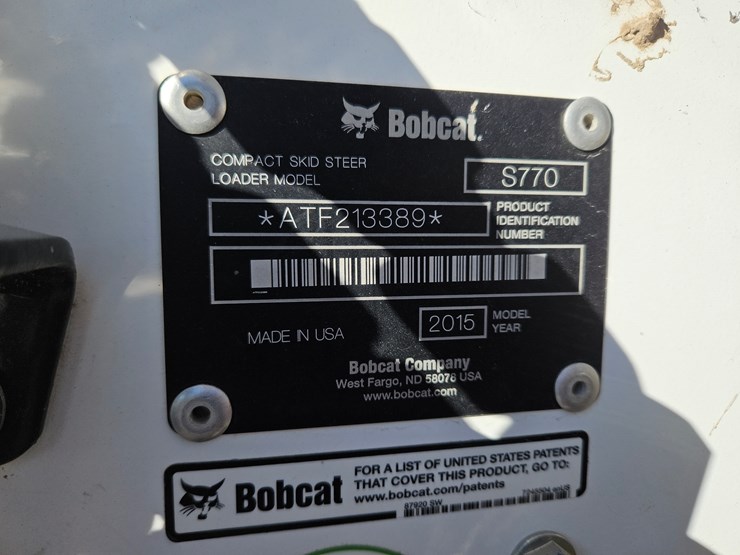 Bobcat.
COMPACT SKID STEER
LOADER MODEL
S770
*ATF213389*
PRODUCT
IDENTIFICATION
NUMBER
MADE IN USA
2015
MODEL
YEAR
Bobcat Company
West Fargo, ND 58078 USA
www.bobcat.com
Bobcat
FOR A LIST OF UNITED STATES PATENTS
THAT COVER THIS PRODUCT, GO TO:
www.bobcat.com/patents
87920 SW